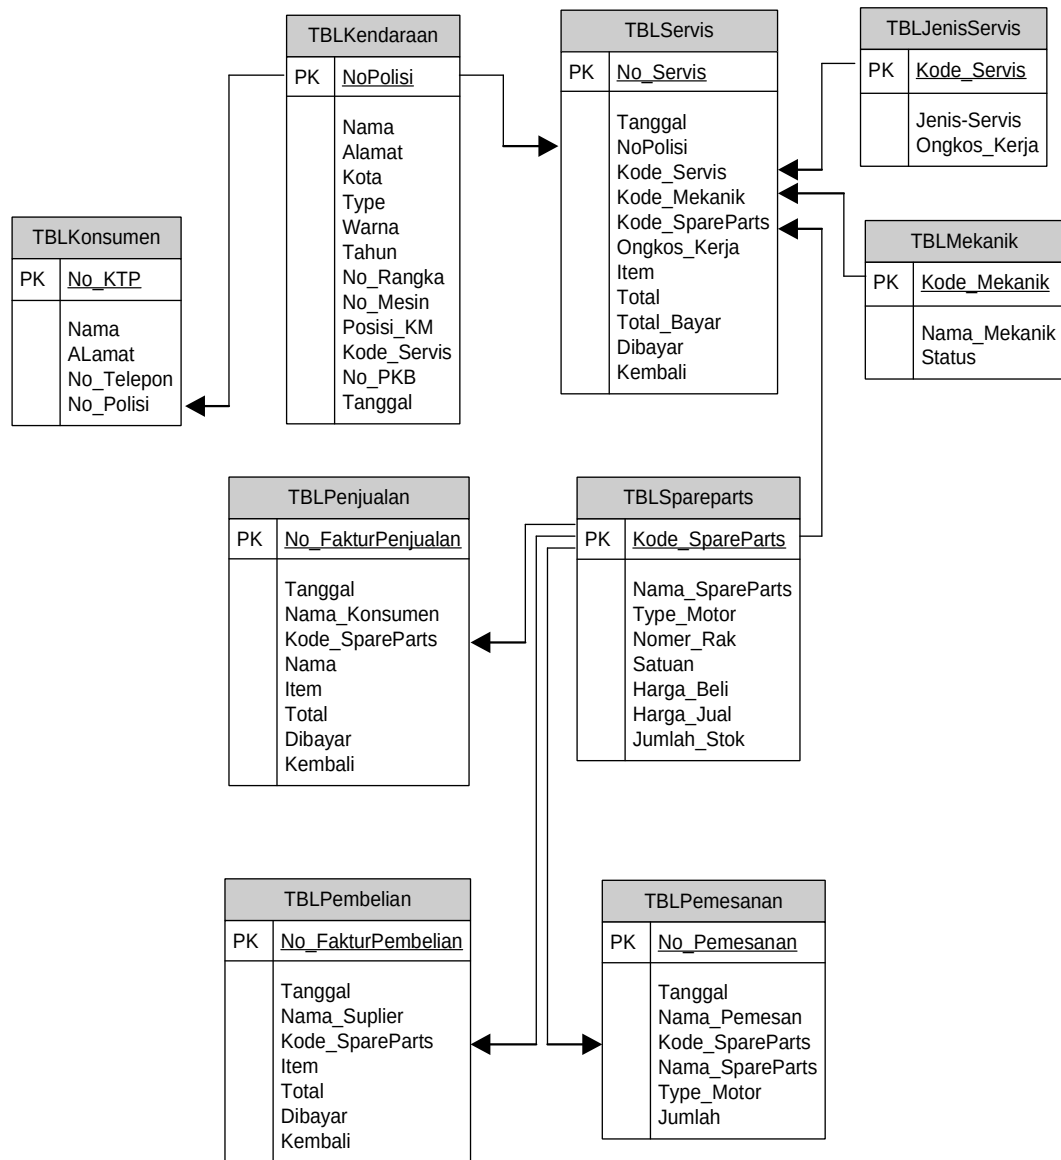 TBLKendaraan
PK NoPolisi
Nama
Alamat
Kota
Type
Warna
Tahun
No_Rangka
No_Mesin
Posisi_KM
Kode_Servis
No_PKB
Tanggal
TBLServis
PK No_Servis
Tanggal
NoPolisi
Kode_Servis
Kode_Mekanik
Kode_SpareParts
Ongkos_Kerja
Item
Total
Total_Bayar
Dibayar
Kembali
TBLJenisServis
PK Kode_Servis
Jenis-Servis
Ongkos_Kerja
TBLKonsumen
PK No_KTP
Nama
ALamat
No_Telepon
No_Polisi
TBLMekanik
PK Kode_Mekanik
Nama_Mekanik
Status
TBLPenjualan
PK No_FakturPenjualan
Tanggal
Nama_Konsumen
Kode_SpareParts
Nama
Item
Total
Dibayar
Kembali
TBLSpareparts
PK Kode_SpareParts
Nama_SpareParts
Type_Motor
Nomer_Rak
Satuan
Harga_Beli
Harga_Jual
Jumlah_Stok
TBLPembelian
PK No_FakturPembelian
Tanggal
Nama_Suplier
Kode_SpareParts
Item
Total
Dibayar
Kembali
TBLPemesanan
PK No_Pemesanan
Tanggal
Nama_Pemesan
Kode_SpareParts
Nama_SpareParts
Type_Motor
Jumlah